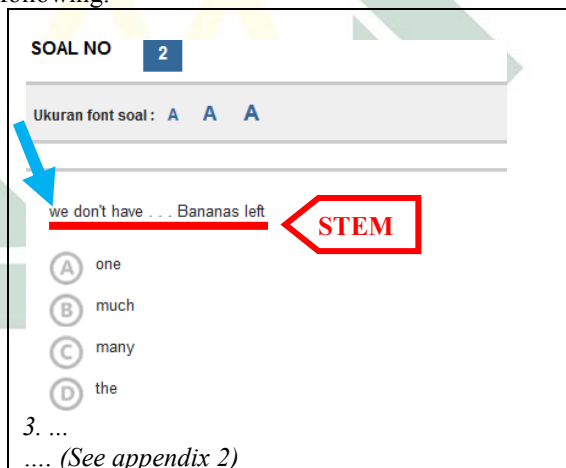 following:
SOAL NO 2
Ukuran font soal : A A A
we don't have . . . Bananas left
STEM
A one
B much
C many
D the
3. ...
.... (See appendix 2)